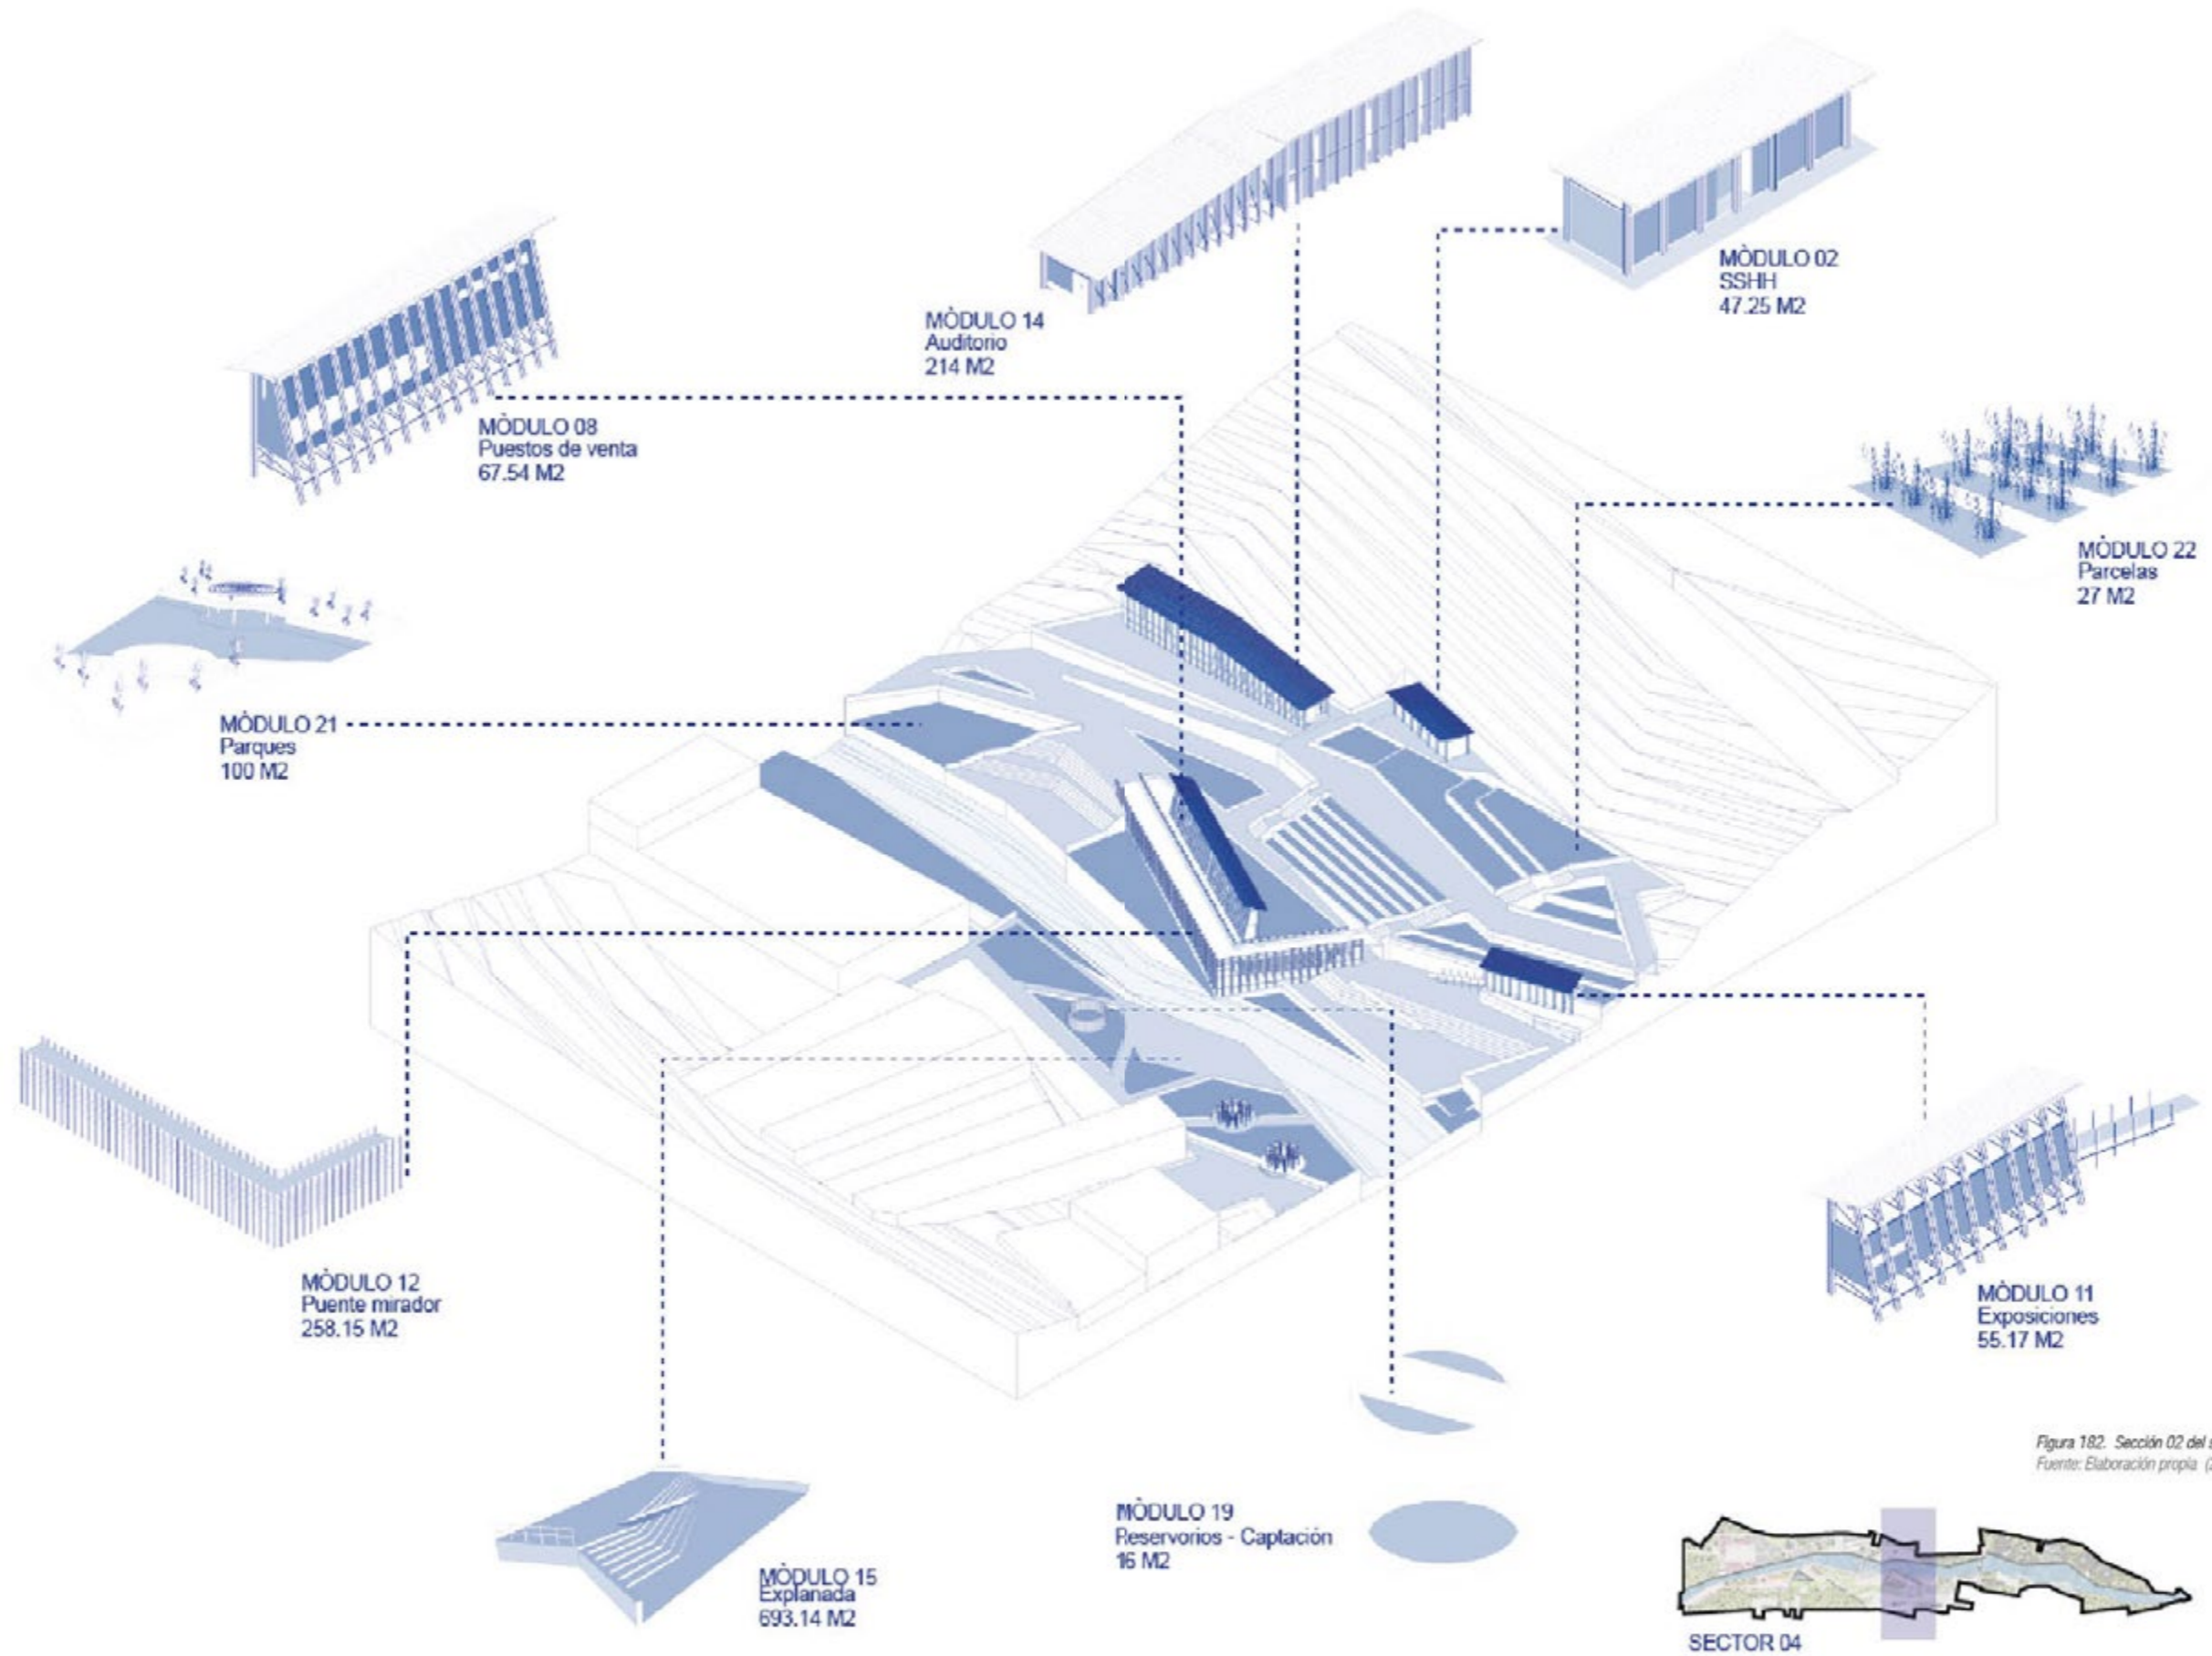 MÒDULO 14
Auditorio
214 M2
MÒDULO 02
SSHH
47.25 M2
MÒDULO 08
Puestos de venta
67.54 M2
MÒDULO 22
Parcelas
27 M2
MÒDULO 21
Parques
100 M2
MÒDULO 12
Puente mirador
258.15 M2
MÒDULO 11
Exposiciones
55.17 M2
MÒDULO 15
Explanada
693.14 M2
MÒDULO 19
Reservorios - Captación
16 M2
Figura 182. Sección 02 del
Fuente: Elaboración propia
SECTOR 04